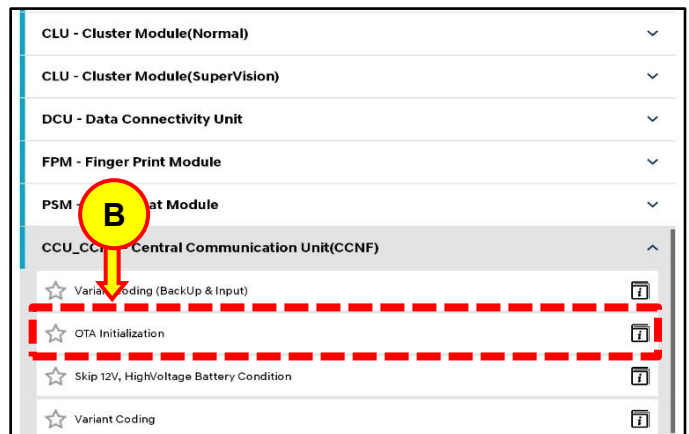 CLU - Cluster Module(Normal)
CLU - Cluster Module(SuperVision)
DCU - Data Connectivity Unit
FPM - Finger Print Module
PSM - at Module
B
CCU_CC - Central Communication Unit(CCNF)
Varia oding (BackUp & Input)
OTA Initialization
Skip 12V, HighVoltage Battery Condition
Variant Coding